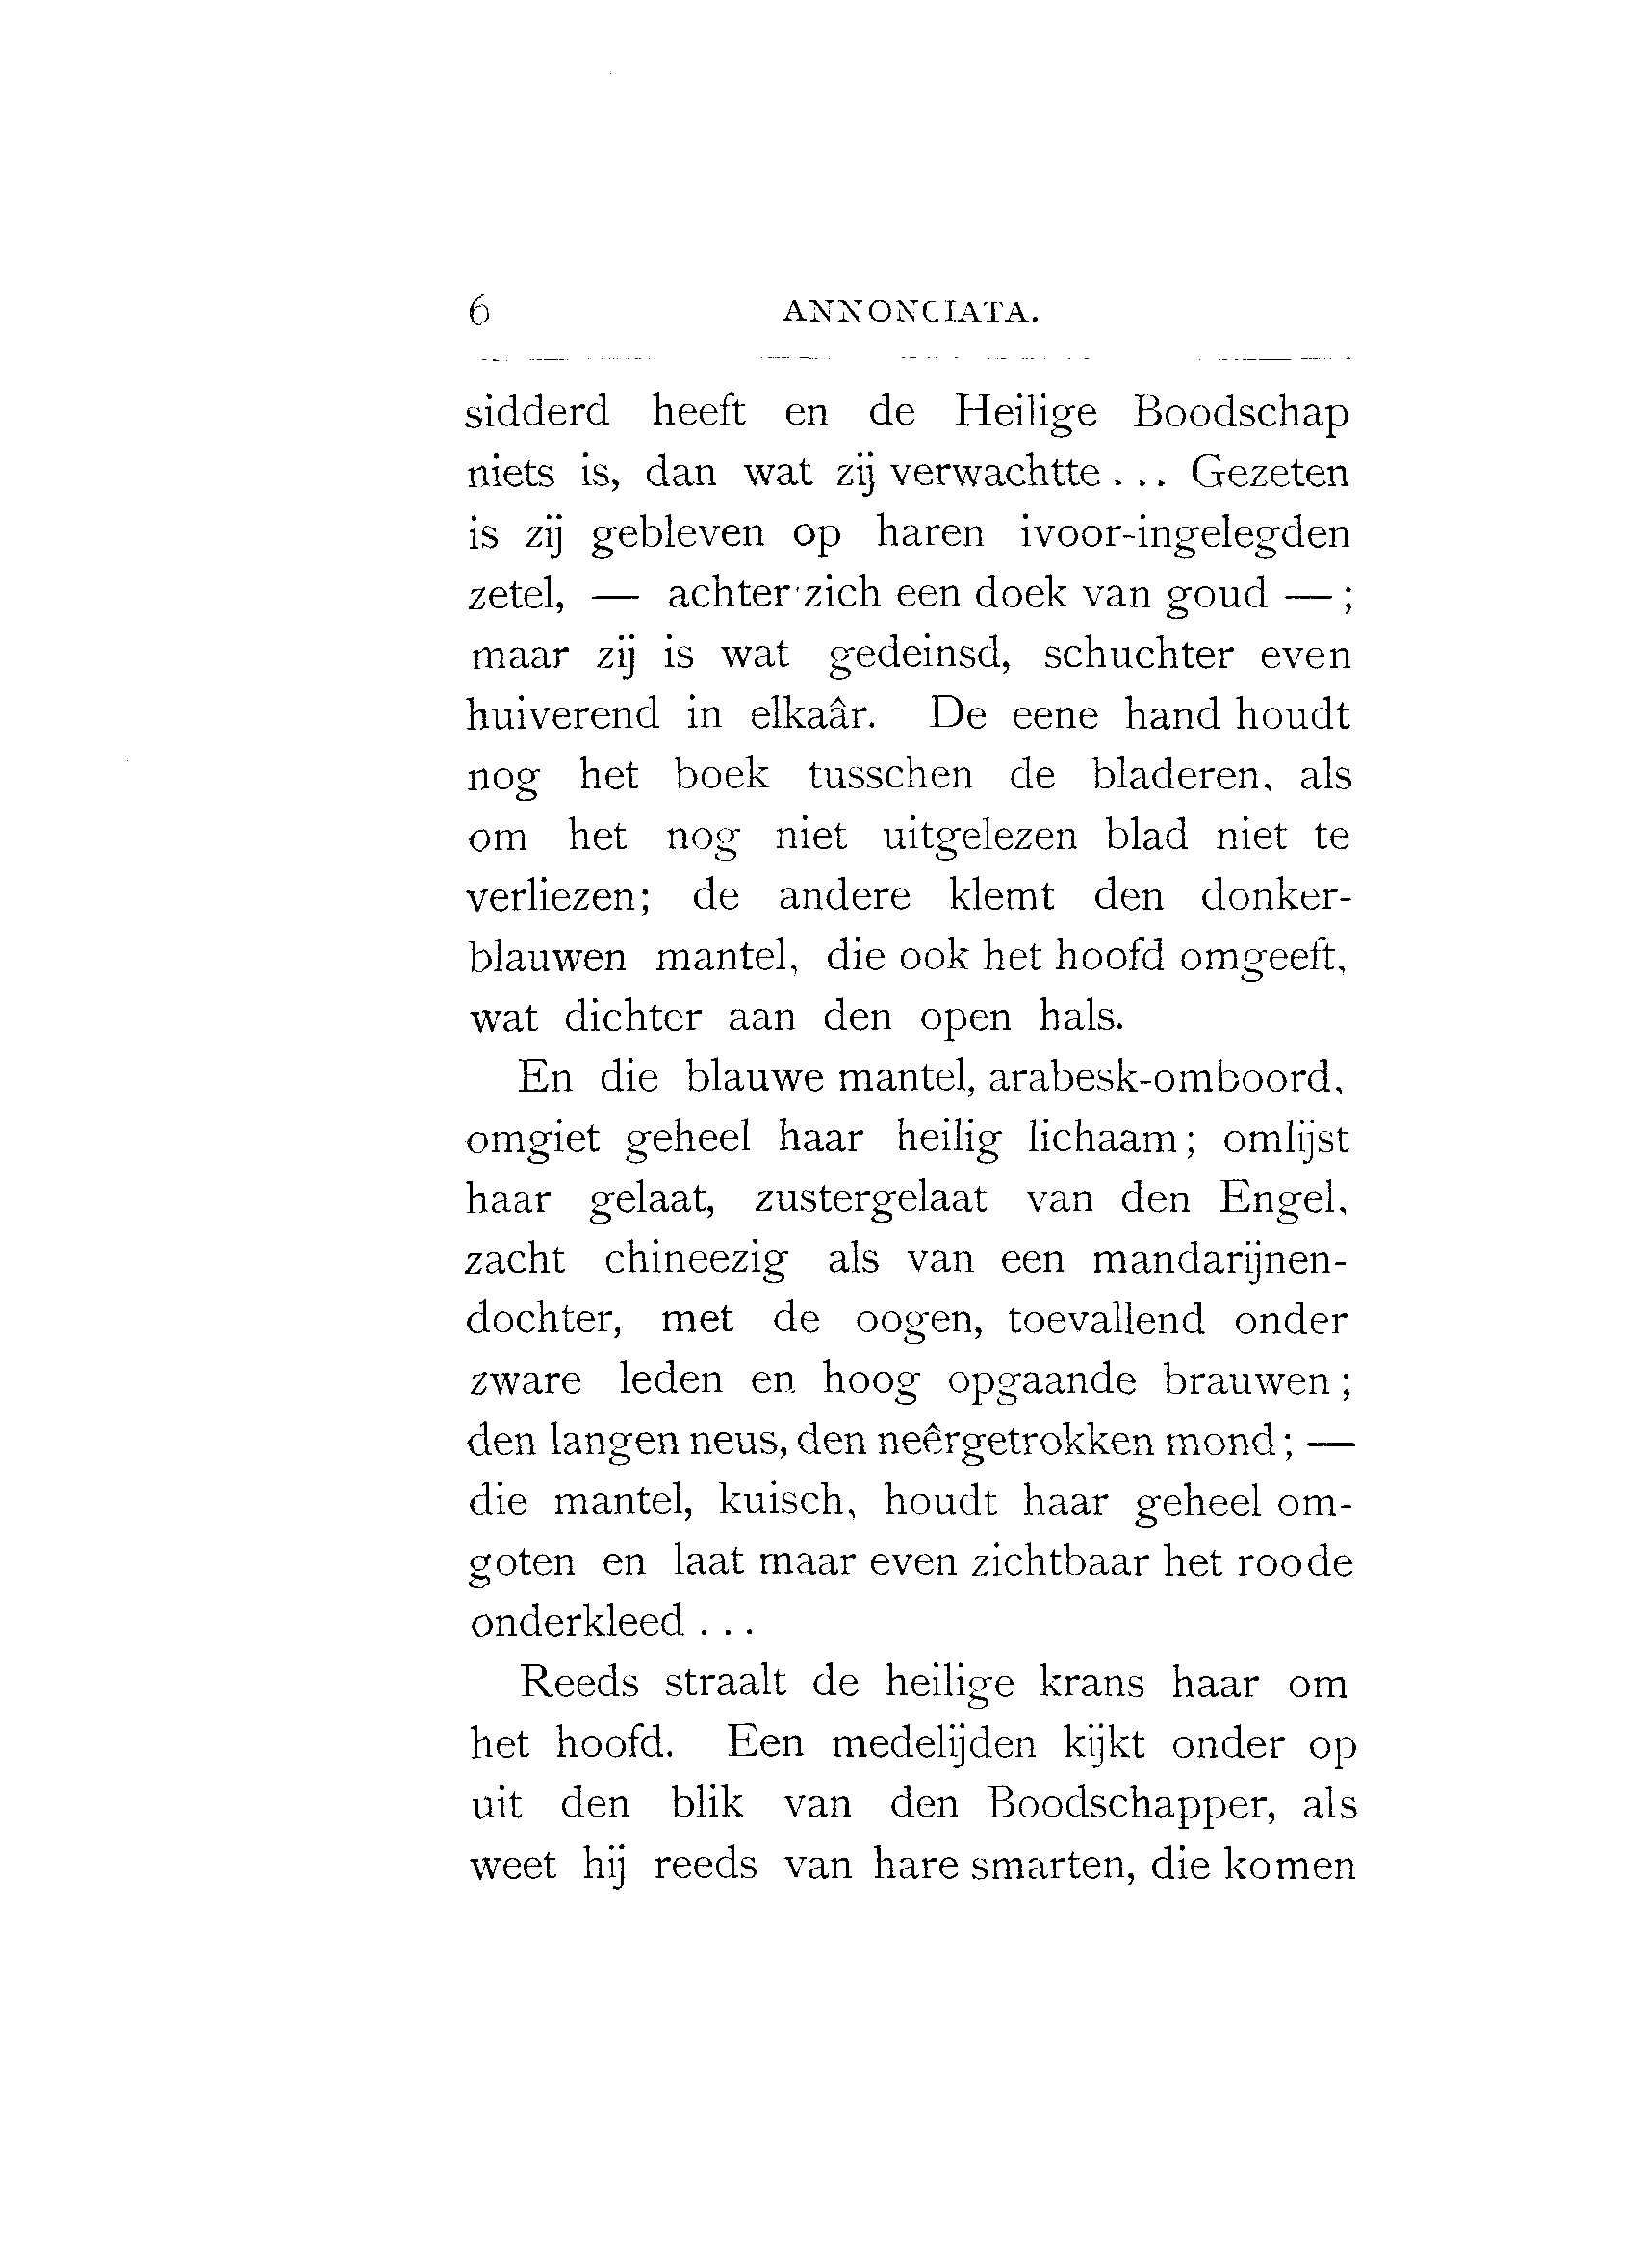 6 ANNONCIATA.
sidderd heeft en de Heilige Boodschap
niets is, dan wat zij verwachtte... Gezeten
is zij gebleven op haren ivoor-ingelegden
zetel, — achter zich een doek van goud —;
maar zij is wat gedeinsd, schuchter even
huiverend in elkaâr. De eene hand houdt
nog het boek tusschen de bladeren, als
om het nog niet uitgelezen blad niet te
verliezen; de andere klemt den donker-
blauwen mantel, die ook het hoofd omgeeft,
wat dichter aan den open hals.
En die blauwe mantel, arabesk-omboord,
omgiet geheel haar heilig lichaam; omlijst
haar gelaat, zustergelaat van den Engel,
zacht chineezig als van een mandarijnen-
dochter, met de oogen, toevallend onder
zware leden en hoog opgaande brauwen;
den langen neus, den neêrgetrokken mond; —
die mantel, kuisch, houdt haar geheel om-
goten en laat maar even zichtbaar het roode
onderkleed...
Reeds straalt de heilige krans haar om
het hoofd. Een medelijden kijkt onder op
uit den blik van den Boodschapper, als
weet hij reeds van hare smarten, die komen